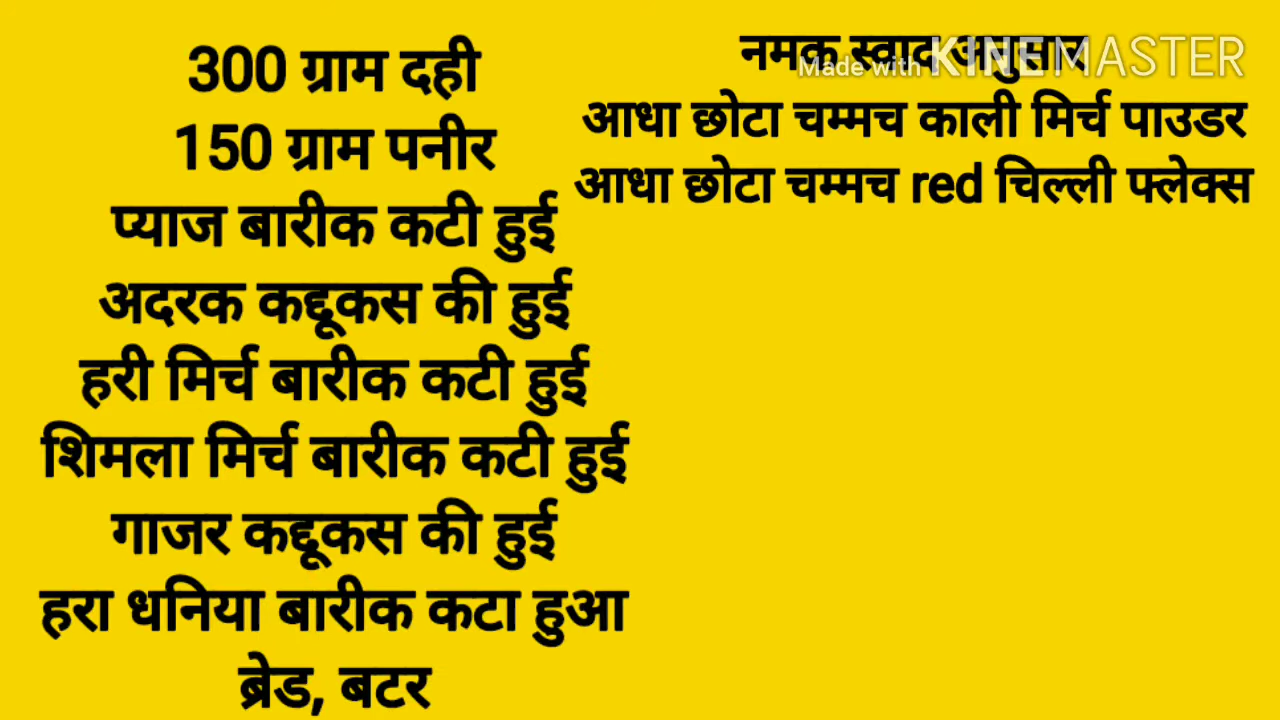 300 ग्राम दही
150 ग्राम पनीर
प्याज बारीक कटी हुई
अदरक कद्दूकस की हुई
हरी मिर्च बारीक कटी हुई
शिमला मिर्च बारीक कटी हुई
गाजर कद्दूकस की हुई
हरा धनिया बारीक कटा हुआ
ब्रेड, बटर
नमक स्वाद अनुसार
Made with KINEMASTER
आधा छोटा चम्मच काली मिर्च पाउडर
आधा छोटा चम्मच red चिल्ली फ्लेक्स